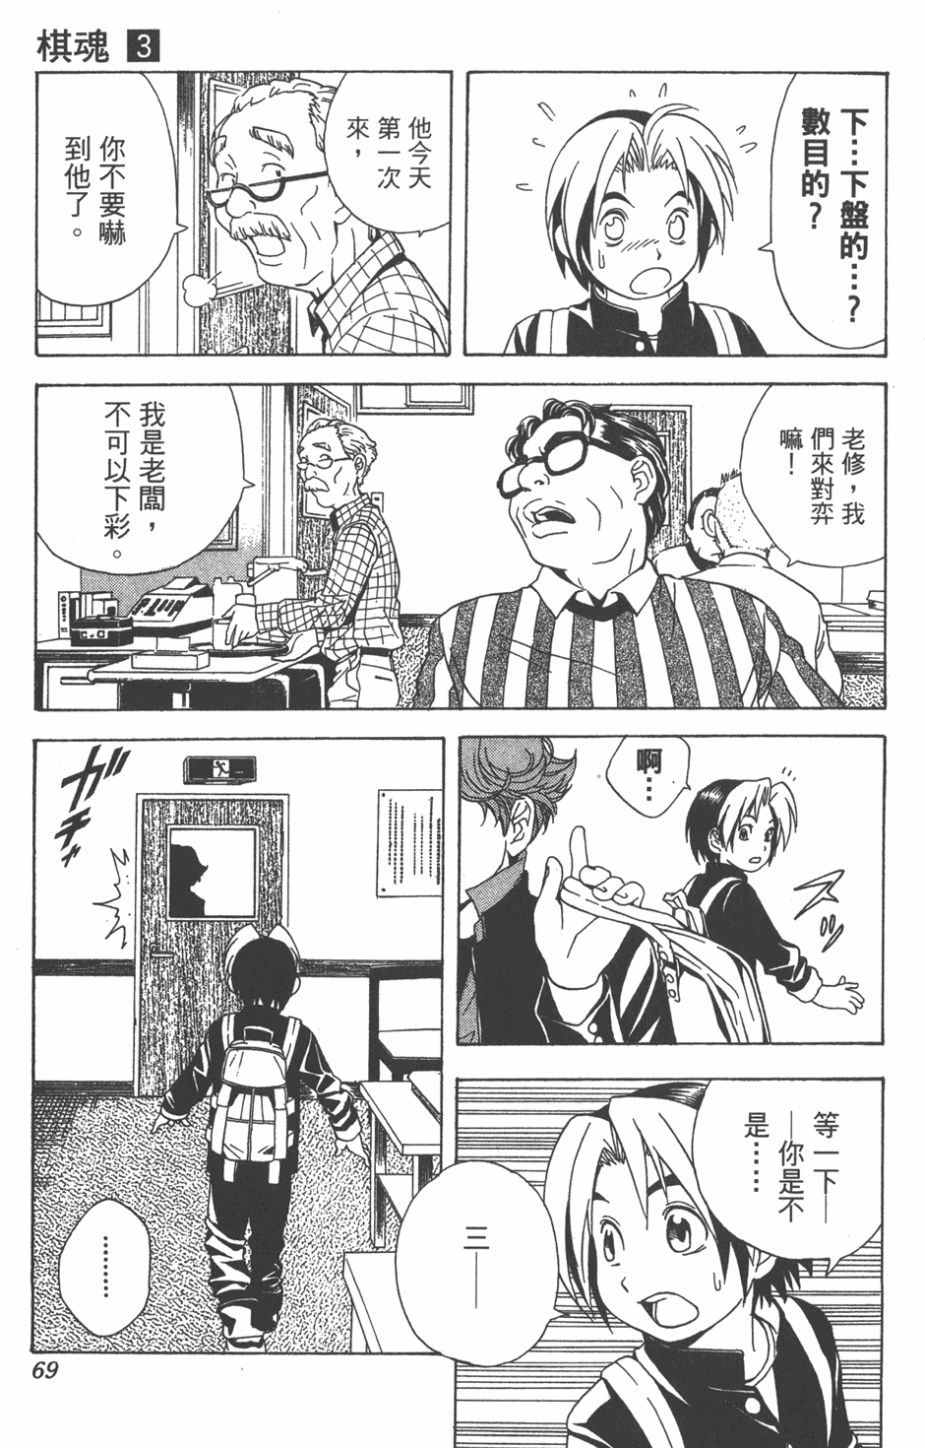 棋魂 3
下…下盤的…？
數目的？
他今天
第一次
來，
你不要嚇
到他了。
老修，我
們來對弈
嘛！
我是老闆，
不可以下彩。
啊…
ズッ
ガチャ
………
等一下——
——你是不
是……
三——
69